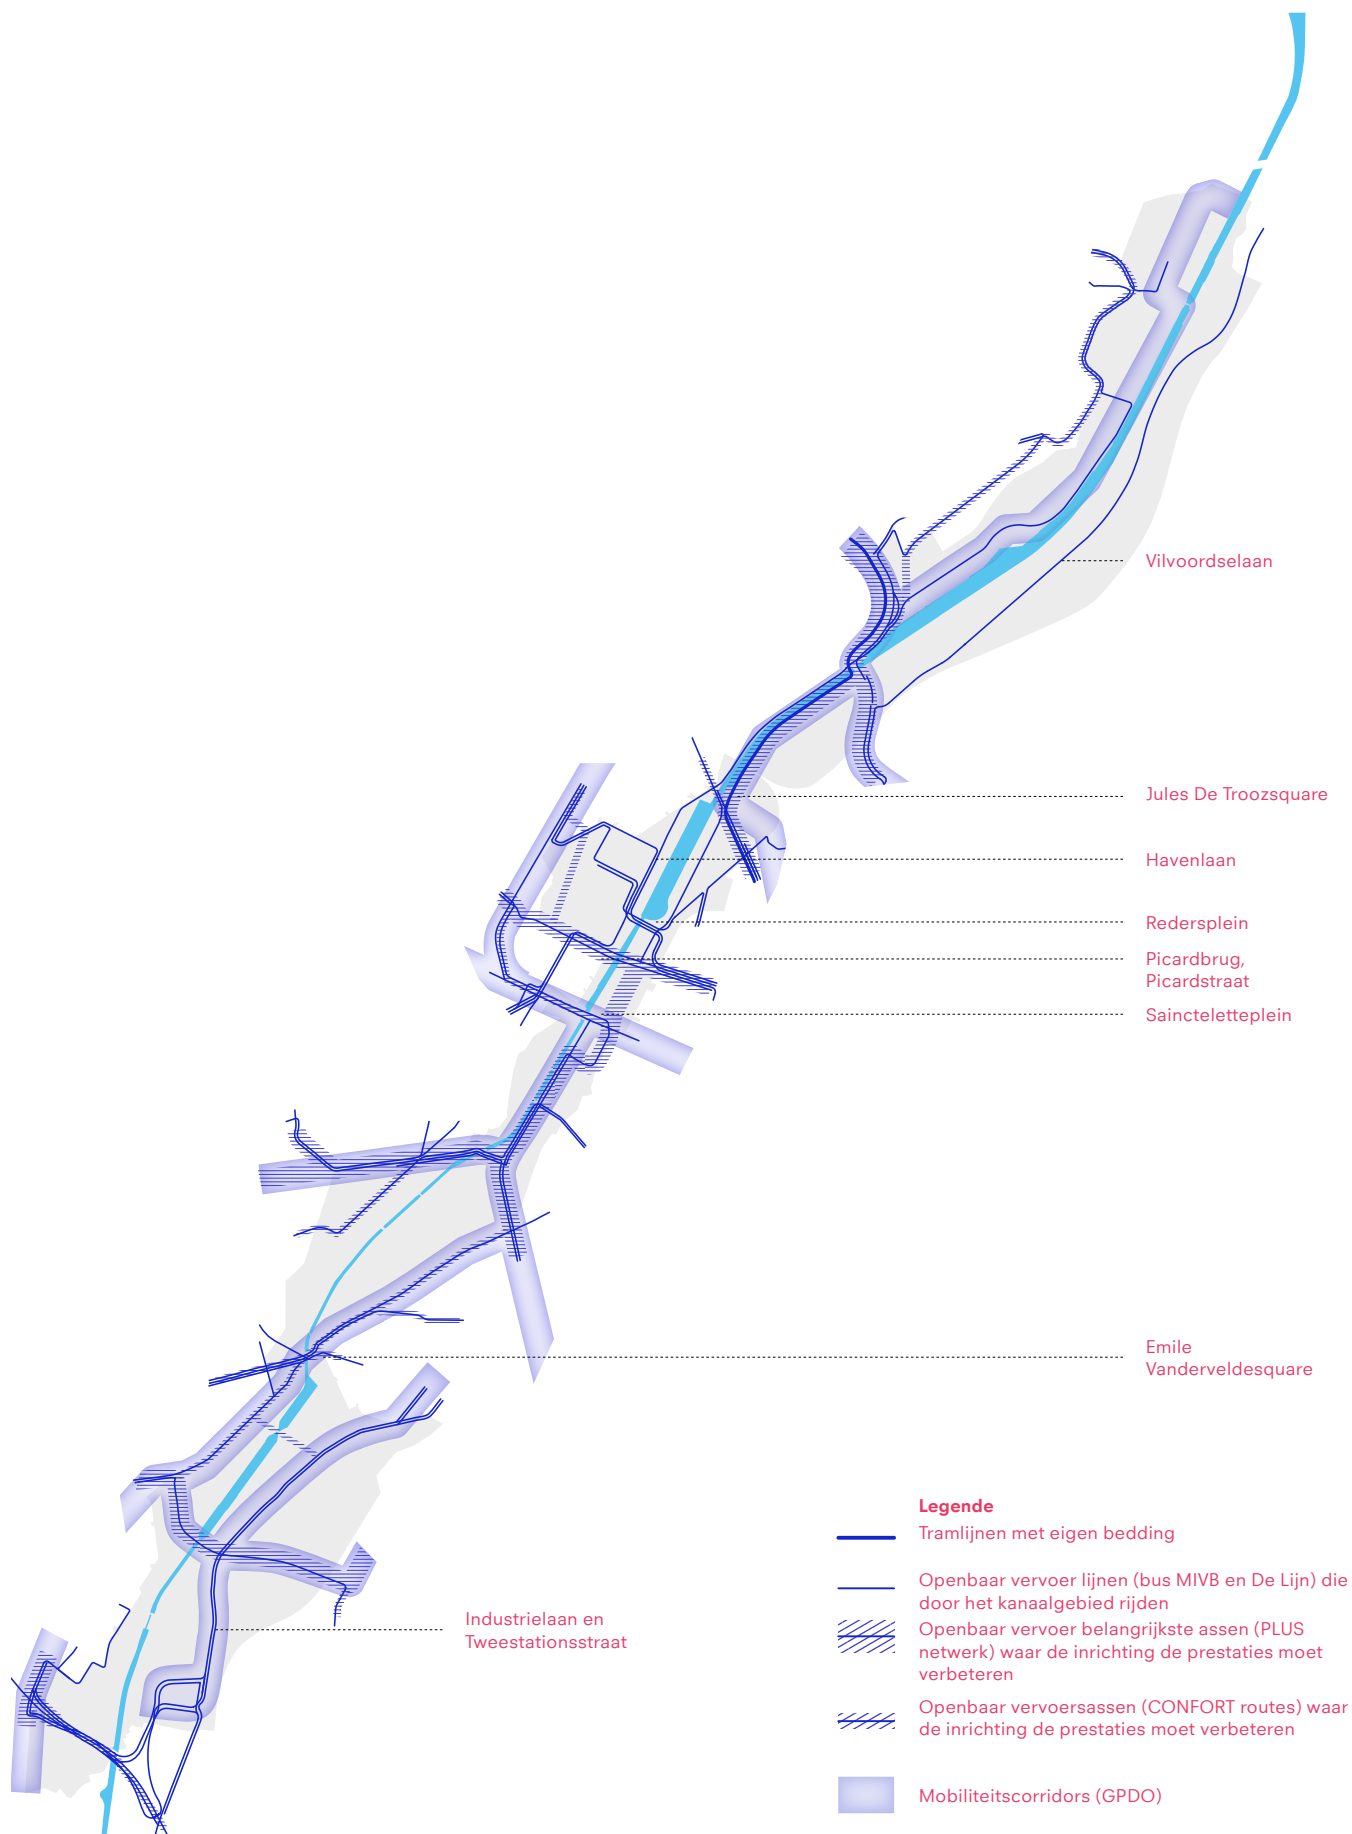 Vilvoordselaan
Jules De Troozsquare
Havenlaan
Redersplein
Picardbrug,
Picardstraat
Saincteletteplein
Emile
Vanderveldesquare
Industrielaan en
Tweestationsstraat
Legende
Tramlijnen met eigen bedding
Openbaar vervoer lijnen (bus MIVB en De Lijn) die
door het kanaalgebied rijden
Openbaar vervoer belangrijkste assen (PLUS
netwerk) waar de inrichting de prestaties moet
verbeteren
Openbaar vervoersassen (CONFORT routes) waar
de inrichting de prestaties moet verbeteren
Mobiliteitscorridors (GPDO)